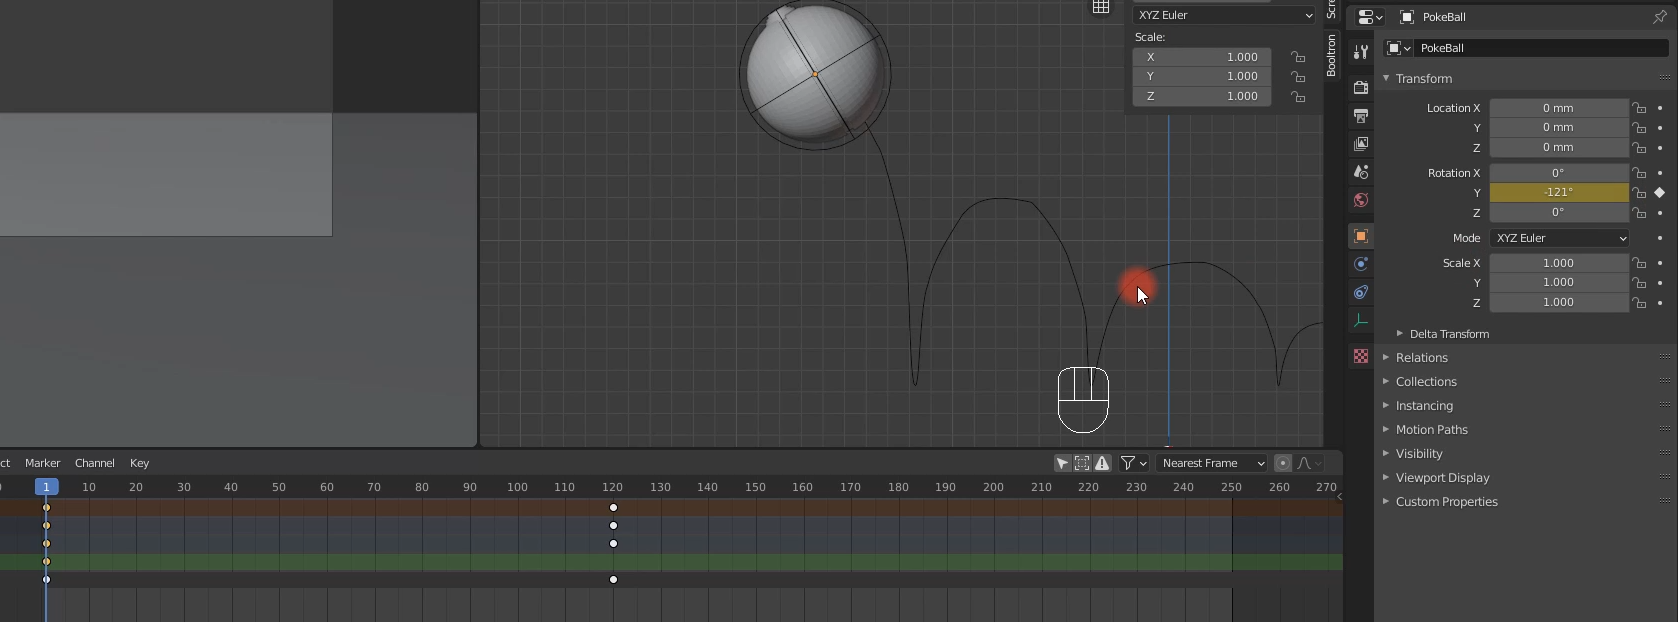 XYZ Euler
Scale:
X 1.000
Y 1.000
Z 1.000
Booltron
PokeBall
PokeBall
Transform
Location X 0 mm
Y 0 mm
Z 0 mm
Rotation X 0°
Y -121°
Z 0°
Mode XYZ Euler
Scale X 1.000
Y 1.000
Z 1.000
Delta Transform
Relations
Collections
Instancing
Motion Paths
Visibility
Viewport Display
Custom Properties
Marker Channel Key Nearest Frame
1 10 20 30 40 50 60 70 80 90 100 110 120 130 140 150 160 170 180 190 200 210 220 230 240 250 260 270